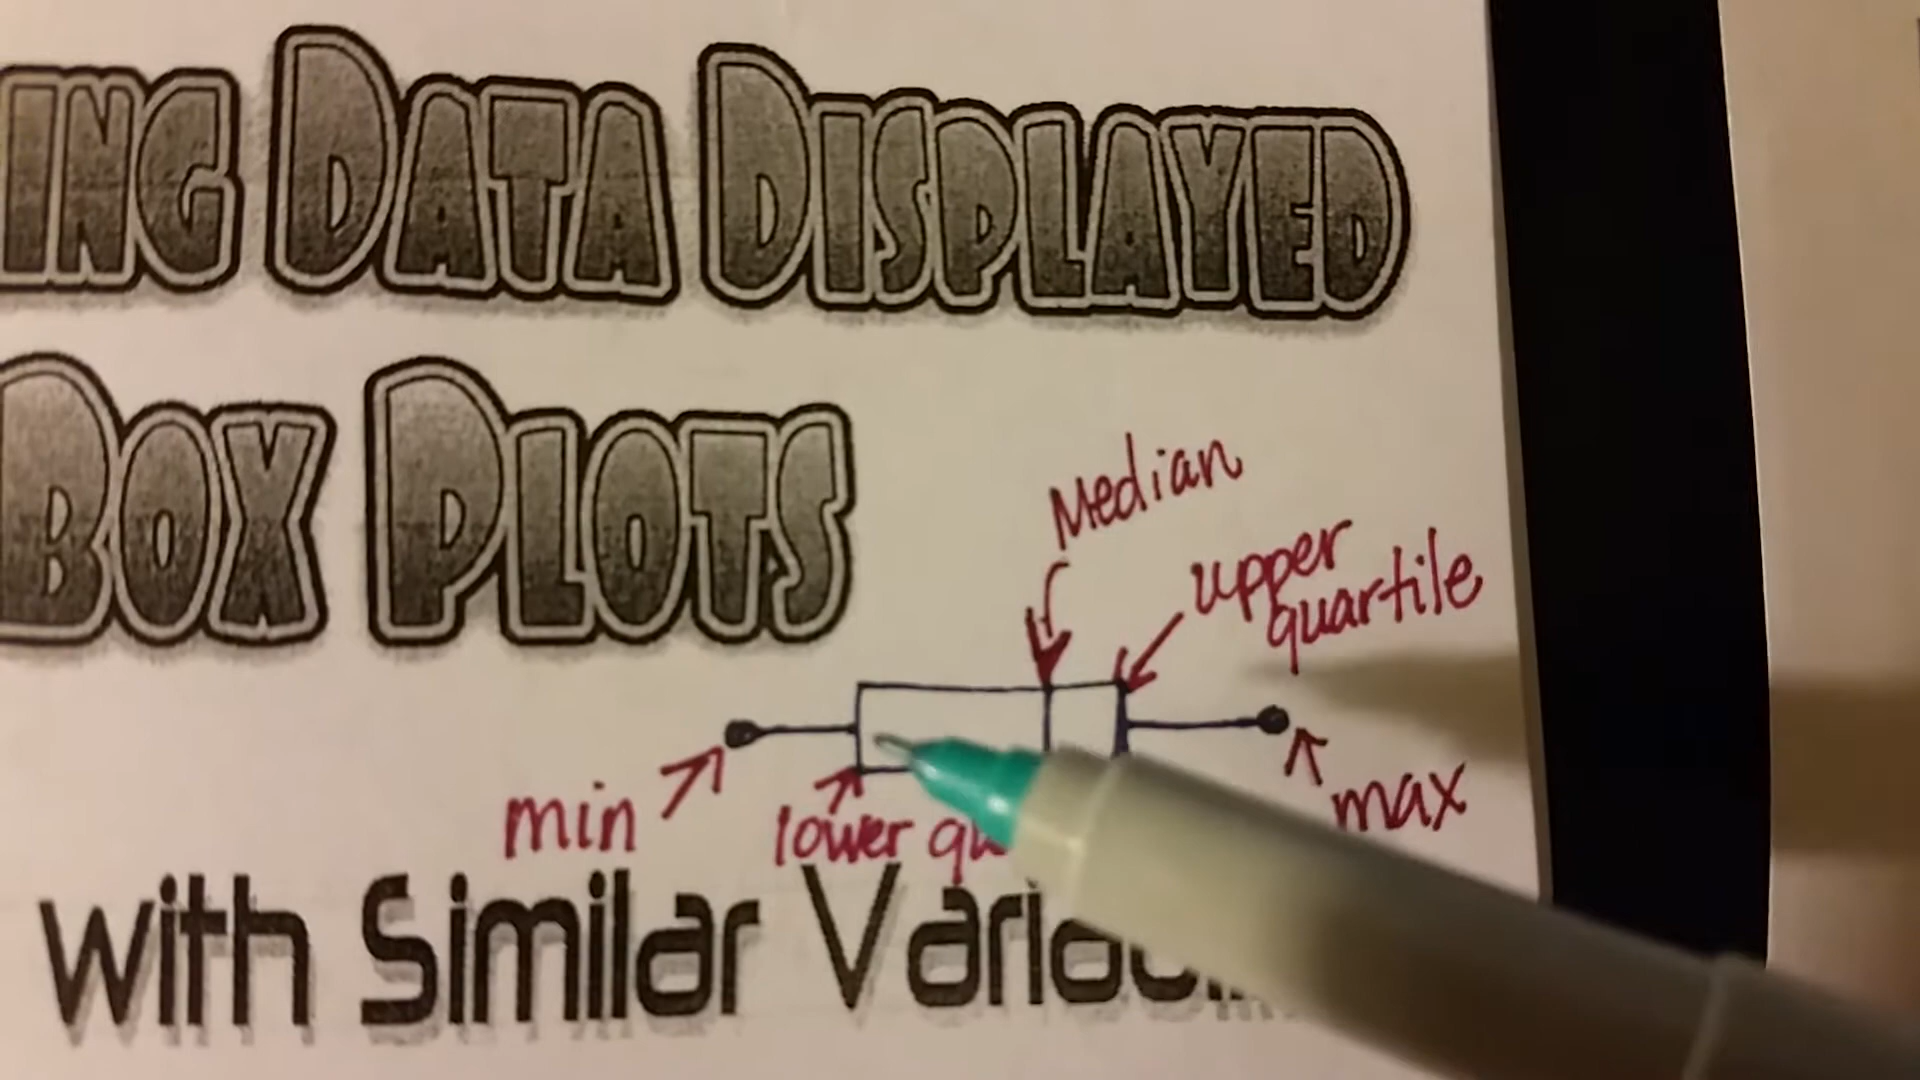 ING DATA DISPLAYED
BOX PLOTS
Median
upper
quartile
min
max
lower
with Similar